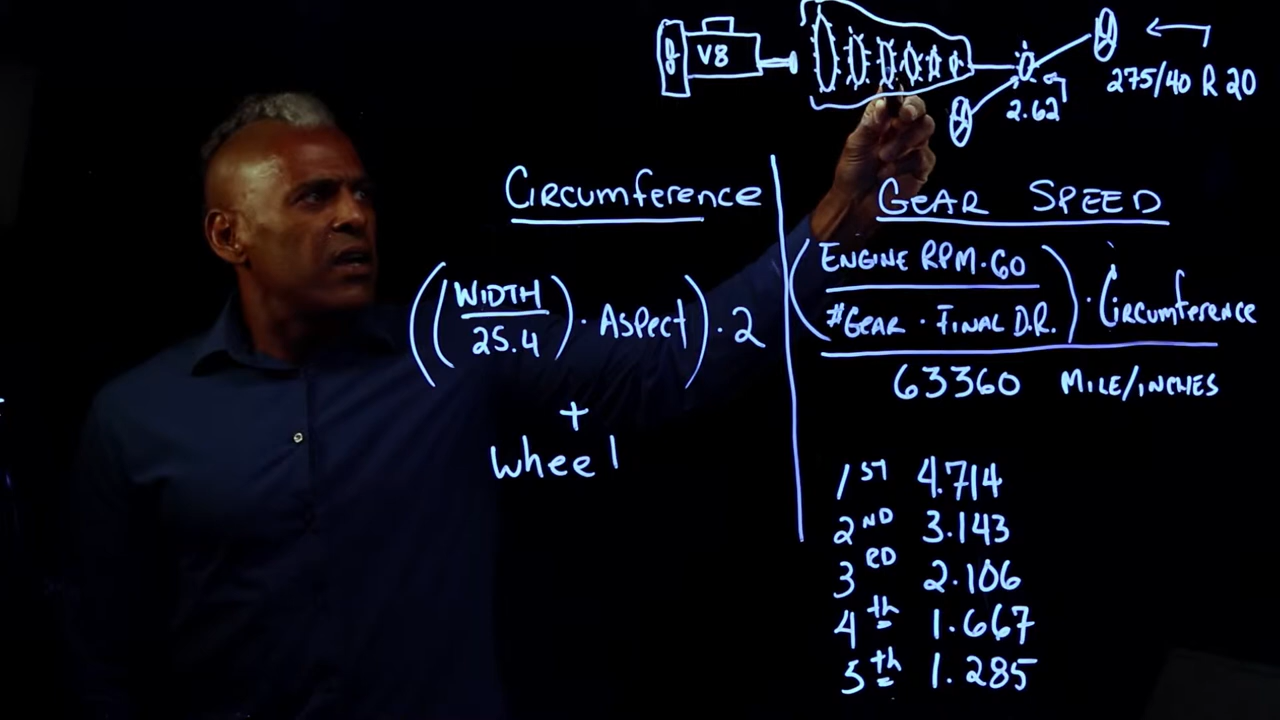 V8
275/40 R 20
2.62
Circumference
((WIDTH/25.4) · Aspect) · 2
+
Wheel
GEAR SPEED
(ENGINE RPM · 60 / #GEAR · FINAL D.R.) · Circumference
63360 MILE/INCHES
1ST 4.714
2ND 3.143
3RD 2.106
4th 1.667
5th 1.285